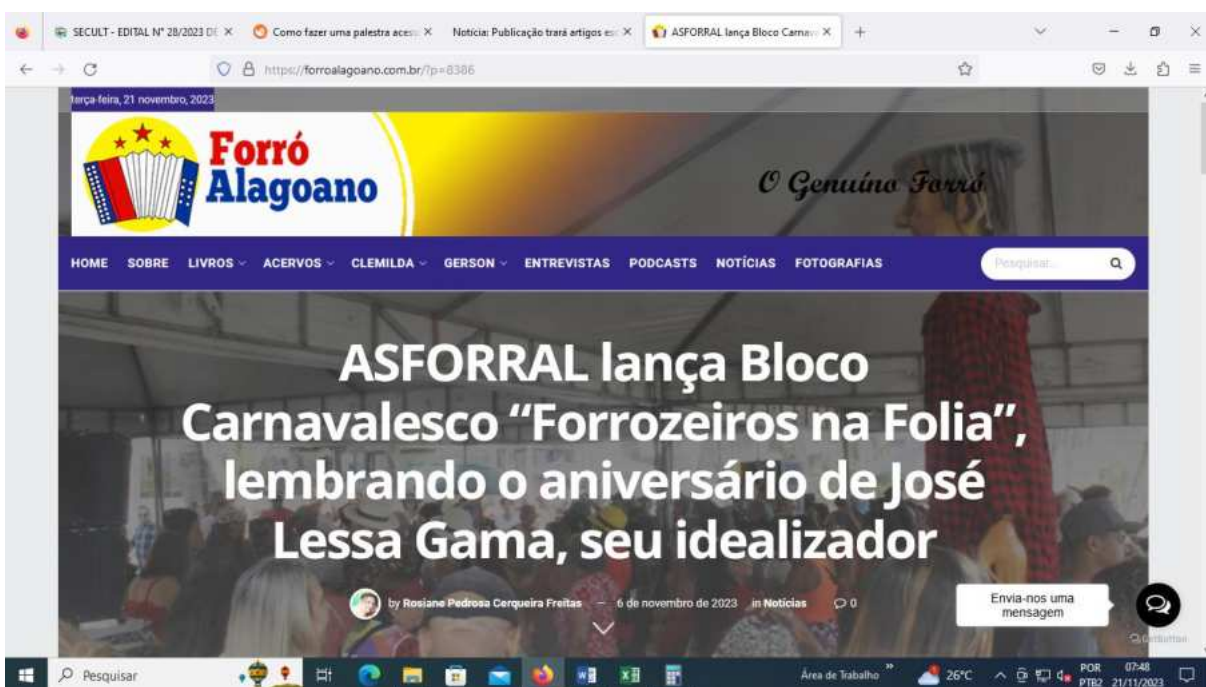 SECULT - EDITAL N° 28/2023 DE
Como fazer uma palestra acess
Notícia: Publicação trará artigos es
ASFORRAL lança Bloco Carnav
https://forroalagoano.com.br/?p=8386
terça-feira, 21 novembro, 2023
Forró
Alagoano
O Genuíno Forró
HOME SOBRE LIVROS ACERVOS CLEMILDA GERSON ENTREVISTAS PODCASTS NOTÍCIAS FOTOGRAFIAS
Pesquisar...
ASFORRAL lança Bloco
Carnavalesco “Forrozeiros na Folia”,
lembrando o aniversário de José
Lessa Gama, seu idealizador
by Rosiane Pedrosa Cerqueira Freitas — 6 de novembro de 2023 in Notícias 0
Envia-nos uma
mensagem
GetButton
Pesquisar
Área de Trabalho
26°C
POR
PTB2
07:48
21/11/2023